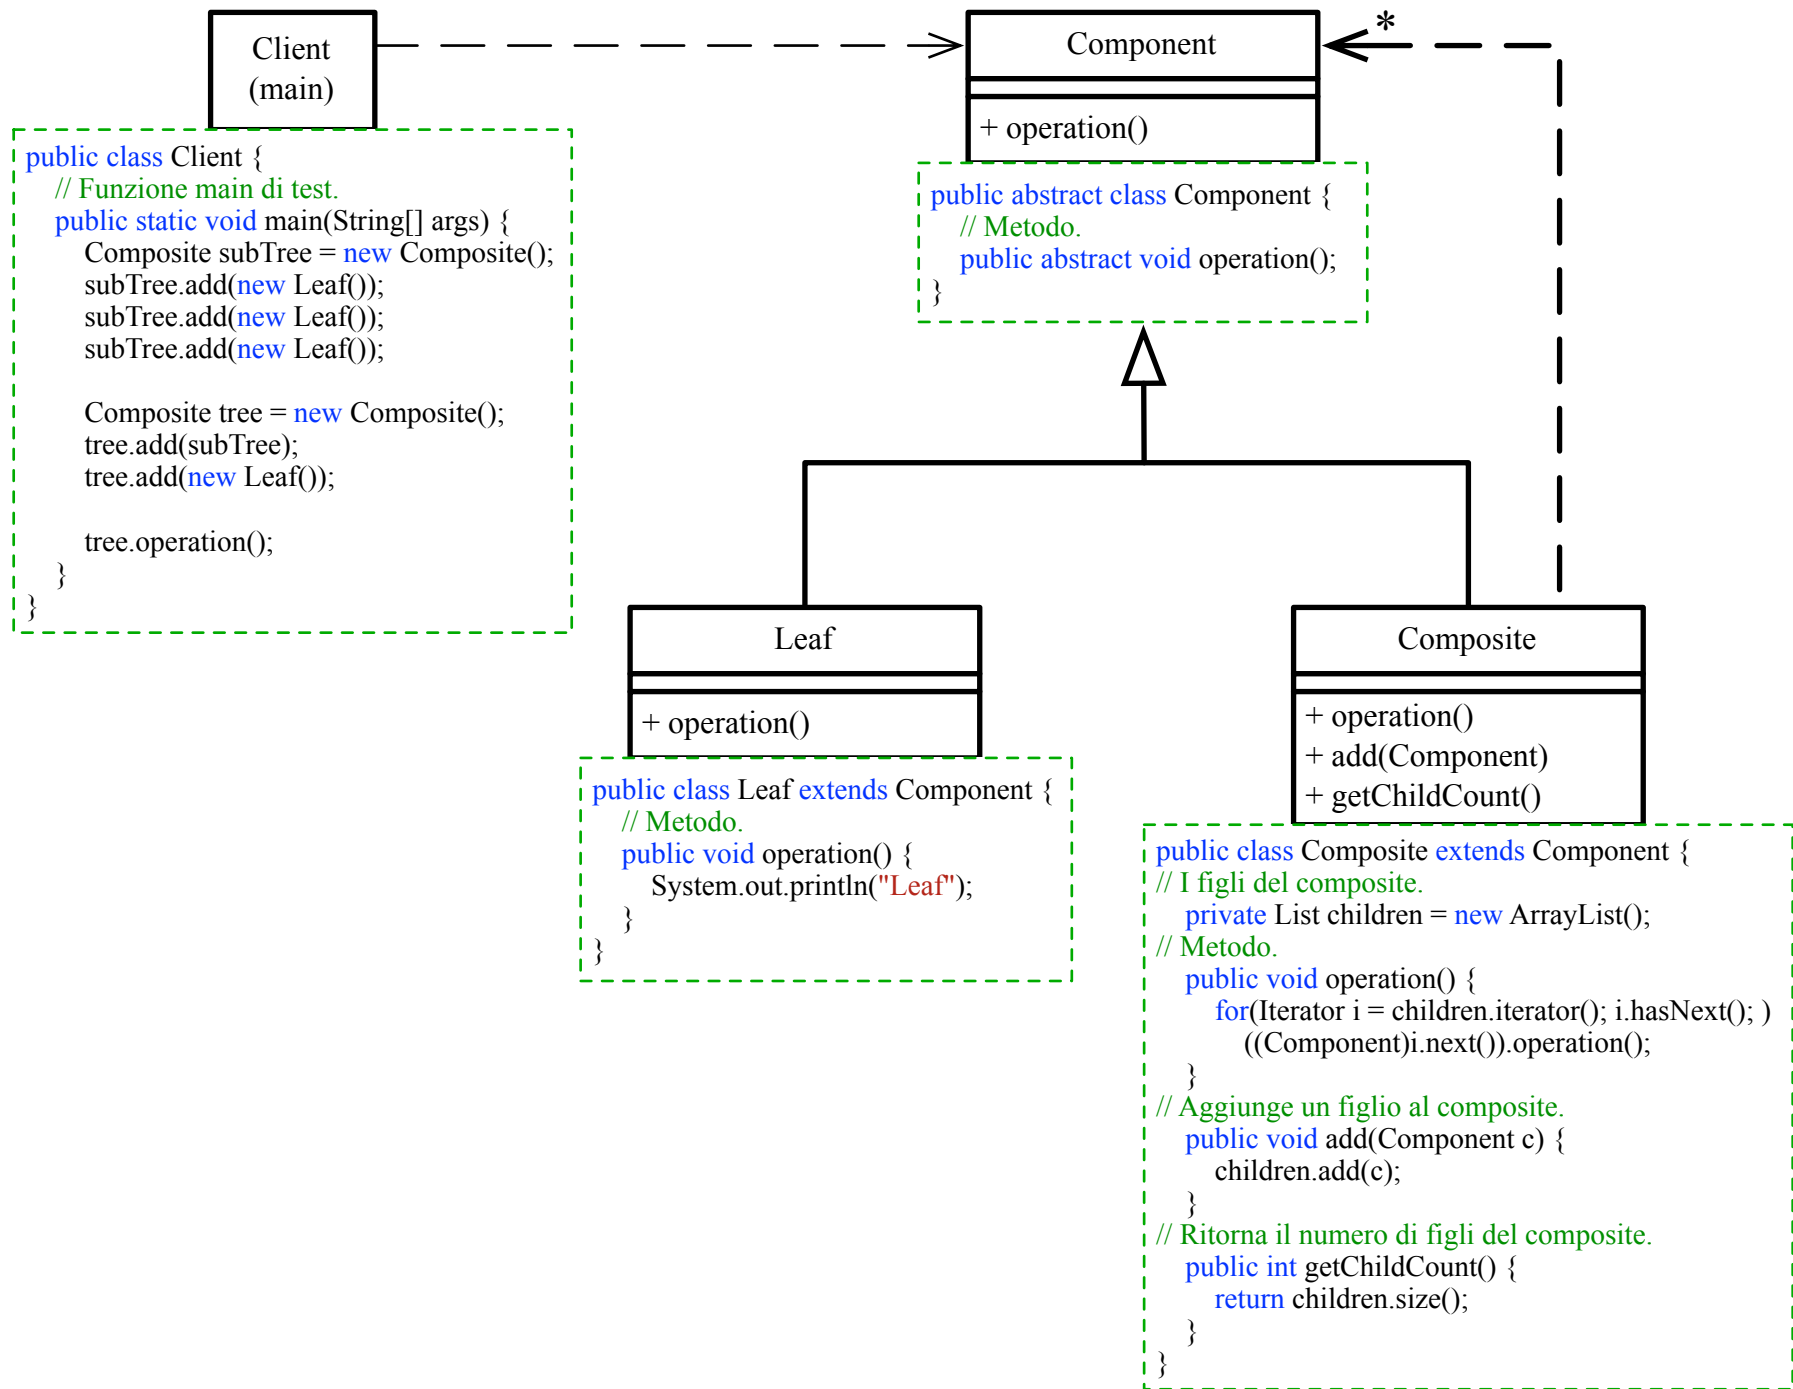 Client
(main)
public class Client {
// Funzione main di test.
public static void main(String[] args) {
Composite subTree = new Composite();
subTree.add(new Leaf());
subTree.add(new Leaf());
subTree.add(new Leaf());
Composite tree = new Composite();
tree.add(subTree);
tree.add(new Leaf());
tree.operation();
}
}
Component
*
+ operation()
public abstract class Component {
// Metodo.
public abstract void operation();
}
Leaf
+ operation()
public class Leaf extends Component {
// Metodo.
public void operation() {
System.out.println("Leaf");
}
}
Composite
+ operation()
+ add(Component)
+ getChildCount()
public class Composite extends Component {
// I figli del composite.
private List children = new ArrayList();
// Metodo.
public void operation() {
for(Iterator i = children.iterator(); i.hasNext(); )
((Component)i.next()).operation();
}
// Aggiunge un figlio al composite.
public void add(Component c) {
children.add(c);
}
// Ritorna il numero di figli del composite.
public int getChildCount() {
return children.size();
}
}